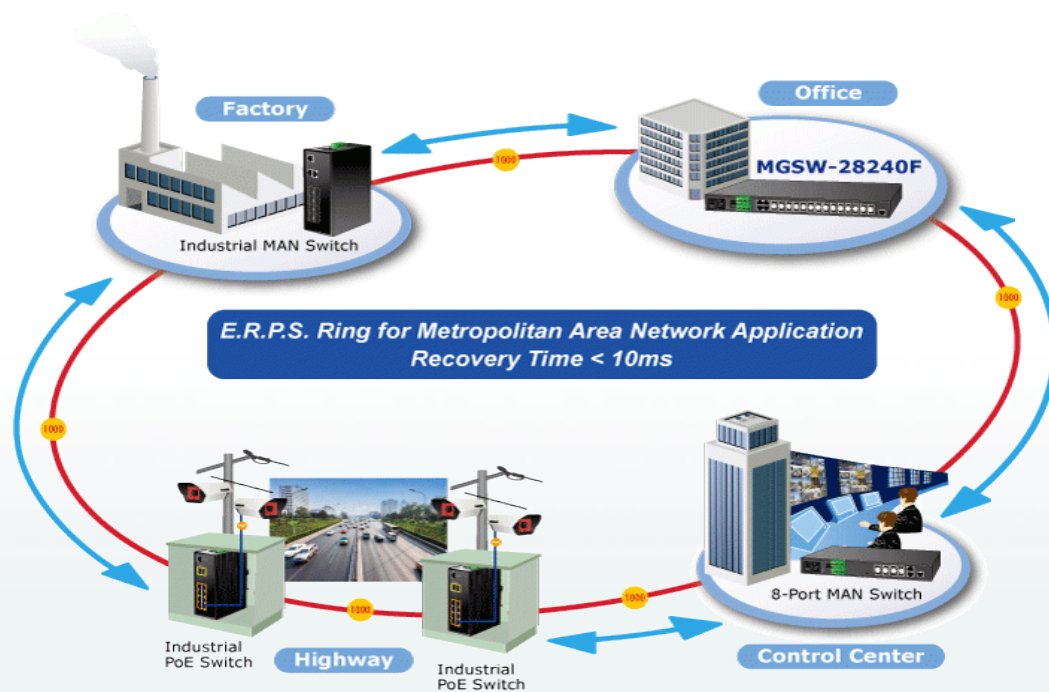 Factory
Office
1000
MGSW-28240F
Industrial MAN Switch
1000
E.R.P.S. Ring for Metropolitan Area Network Application
Recovery Time < 10ms
1000
8-Port MAN Switch
1000
1000
Industrial
PoE Switch
Highway
Industrial
PoE Switch
Control Center